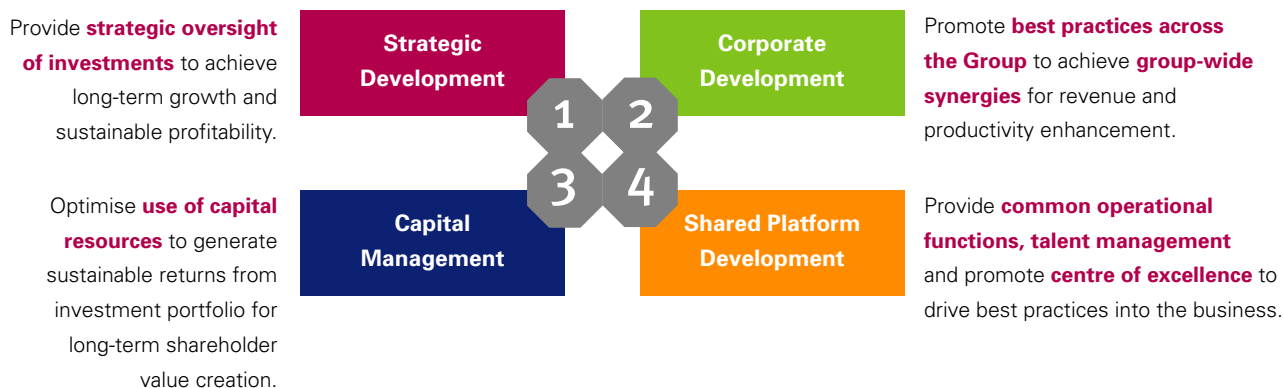 Provide strategic oversight
of investments to achieve
long-term growth and
sustainable profitability.
Strategic
Development
1
2
Corporate
Development
Promote best practices across
the Group to achieve group-wide
synergies for revenue and
productivity enhancement.
Optimise use of capital
resources to generate
sustainable returns from
investment portfolio for
long-term shareholder
value creation.
Capital
Management
3
4
Shared Platform
Development
Provide common operational
functions, talent management
and promote centre of excellence to
drive best practices into the business.